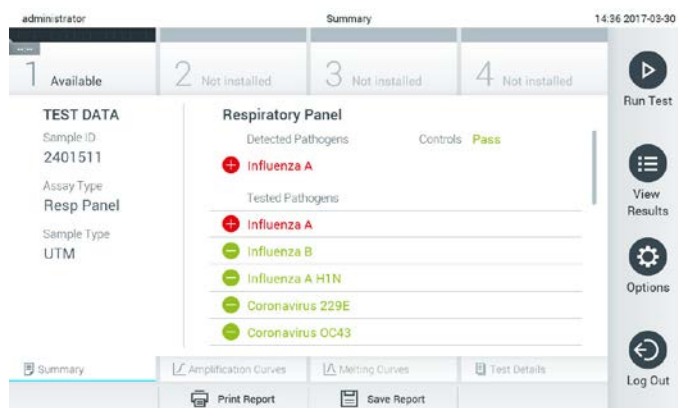 administrator Summary 14:36 2017-03-30
1 Available
2 Not installed
3 Not installed
4 Not installed
TEST DATA
Sample ID
2401511
Assay Type
Resp Panel
Sample Type
UTM
Respiratory Panel
Detected Pathogens Controls Pass
Influenza A
Tested Pathogens
Influenza A
Influenza B
Influenza A H1N
Coronavirus 229E
Coronavirus OC43
Run Test
View
Results
Options
Log Out
Summary
Amplification Curves
Melting Curves
Test Details
Print Report
Save Report